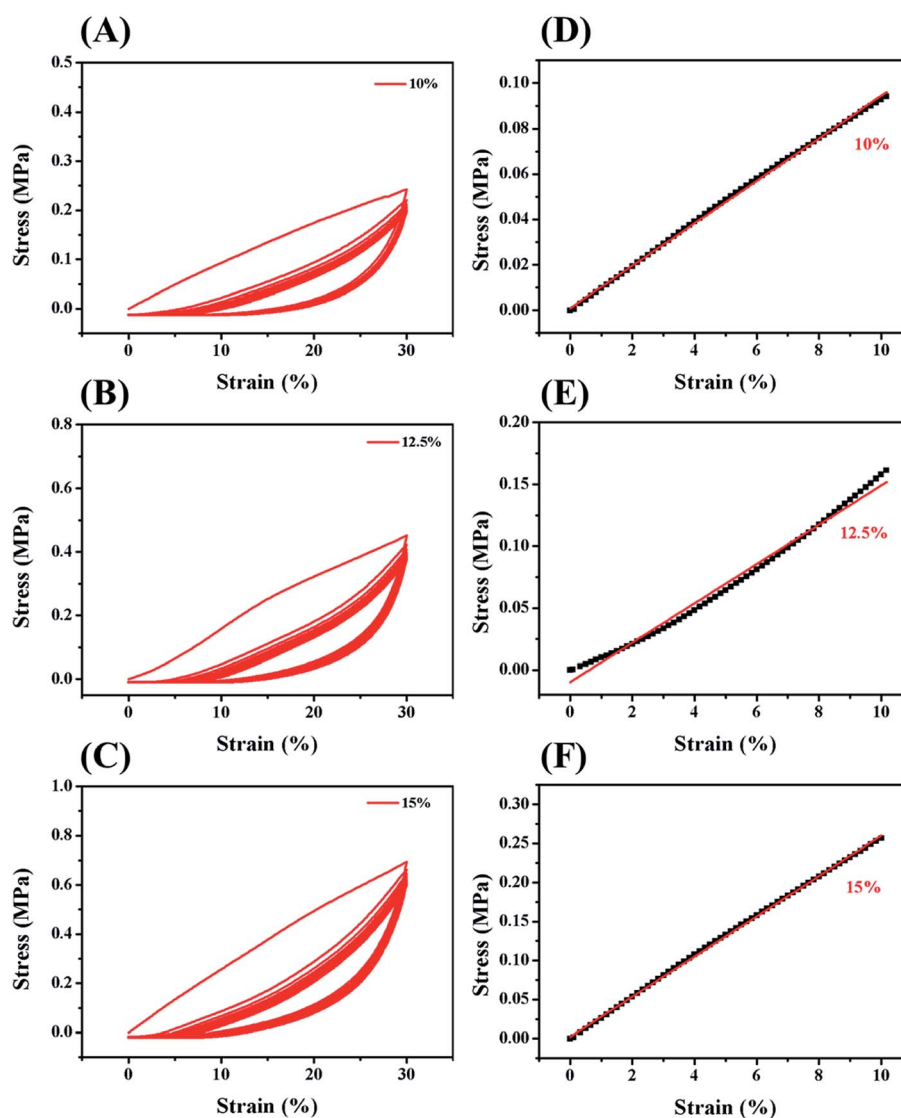 (A)
0.5
0.4
0.3
0.2
0.1
0.0
Stress (MPa)
10%
0 10 20 30
Strain (%)
(D)
0.10
0.08
0.06
0.04
0.02
0.00
Stress (MPa)
10%
0 2 4 6 8 10
Strain (%)
(B)
0.8
0.6
0.4
0.2
0.0
Stress (MPa)
12.5%
0 10 20 30
Strain (%)
(E)
0.20
0.15
0.10
0.05
0.00
Stress (MPa)
12.5%
0 2 4 6 8 10
Strain (%)
(C)
1.0
0.8
0.6
0.4
0.2
0.0
Stress (MPa)
15%
0 10 20 30
Strain (%)
(F)
0.30
0.25
0.20
0.15
0.10
0.05
0.00
Stress (MPa)
15%
0 2 4 6 8 10
Strain (%)